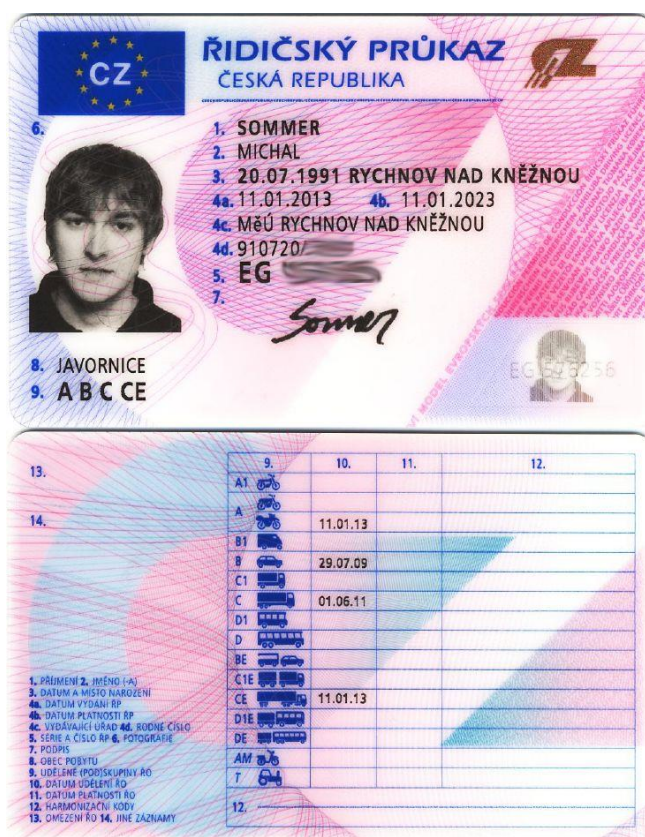 CZ
ŘIDIČSKÝ PRŮKAZ
CZ
ČESKÁ REPUBLIKA
6.
1. SOMMER
2. MICHAL
3. 20.07.1991 RYCHNOV NAD KNĚŽNOU
4a. 11.01.2013 4b. 11.01.2023
4c. MěÚ RYCHNOV NAD KNĚŽNOU
4d. 910720/
5. EG
7.
Sommer
8. JAVORNICE
9. A B C CE
13.
14.
9. 10. 11. 12.
A1
A 11.01.13
B1
B 29.07.09
C1
C 01.06.11
D1
D
BE
C1E
CE 11.01.13
D1E
DE
AM
T
12.
1. PŘÍJMENÍ 2. JMÉNO (-A)
3. DATUM A MÍSTO NAROZENÍ
4a. DATUM VYDÁNÍ ŘP
4b. DATUM PLATNOSTI ŘP
4c. VYDÁVAJÍCÍ ÚŘAD 4d. RODNÉ ČÍSLO
5. SÉRIE A ČÍSLO ŘP 6. FOTOGRAFIE
7. PODPIS
8. OBEC POBYTU
9. UDĚLENÉ (POD)SKUPINY ŘO
10. DATUM UDĚLENÍ ŘO
11. DATUM PLATNOSTI ŘO
12. HARMONIZAČNÍ KÓDY
13. OMEZENÍ ŘO 14. JINÉ ZÁZNAMY